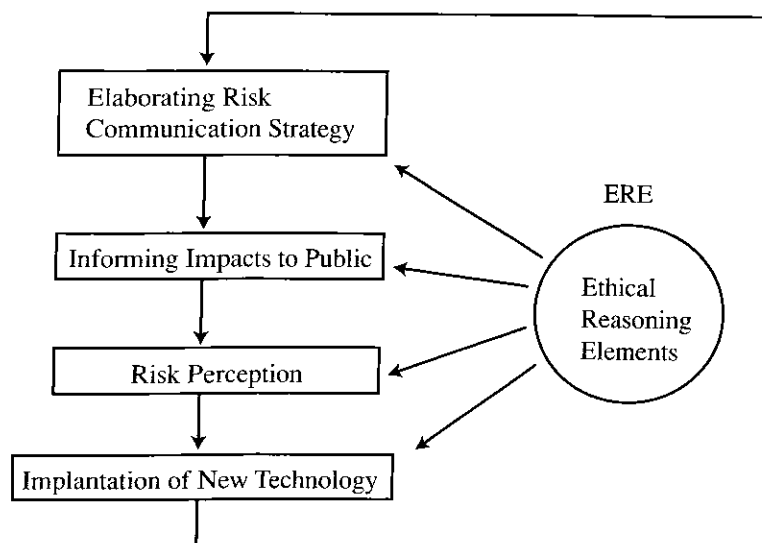 Elaborating Risk
Communication Strategy
Informing Impacts to Public
Risk Perception
Implantation of New Technology
ERE
Ethical
Reasoning
Elements